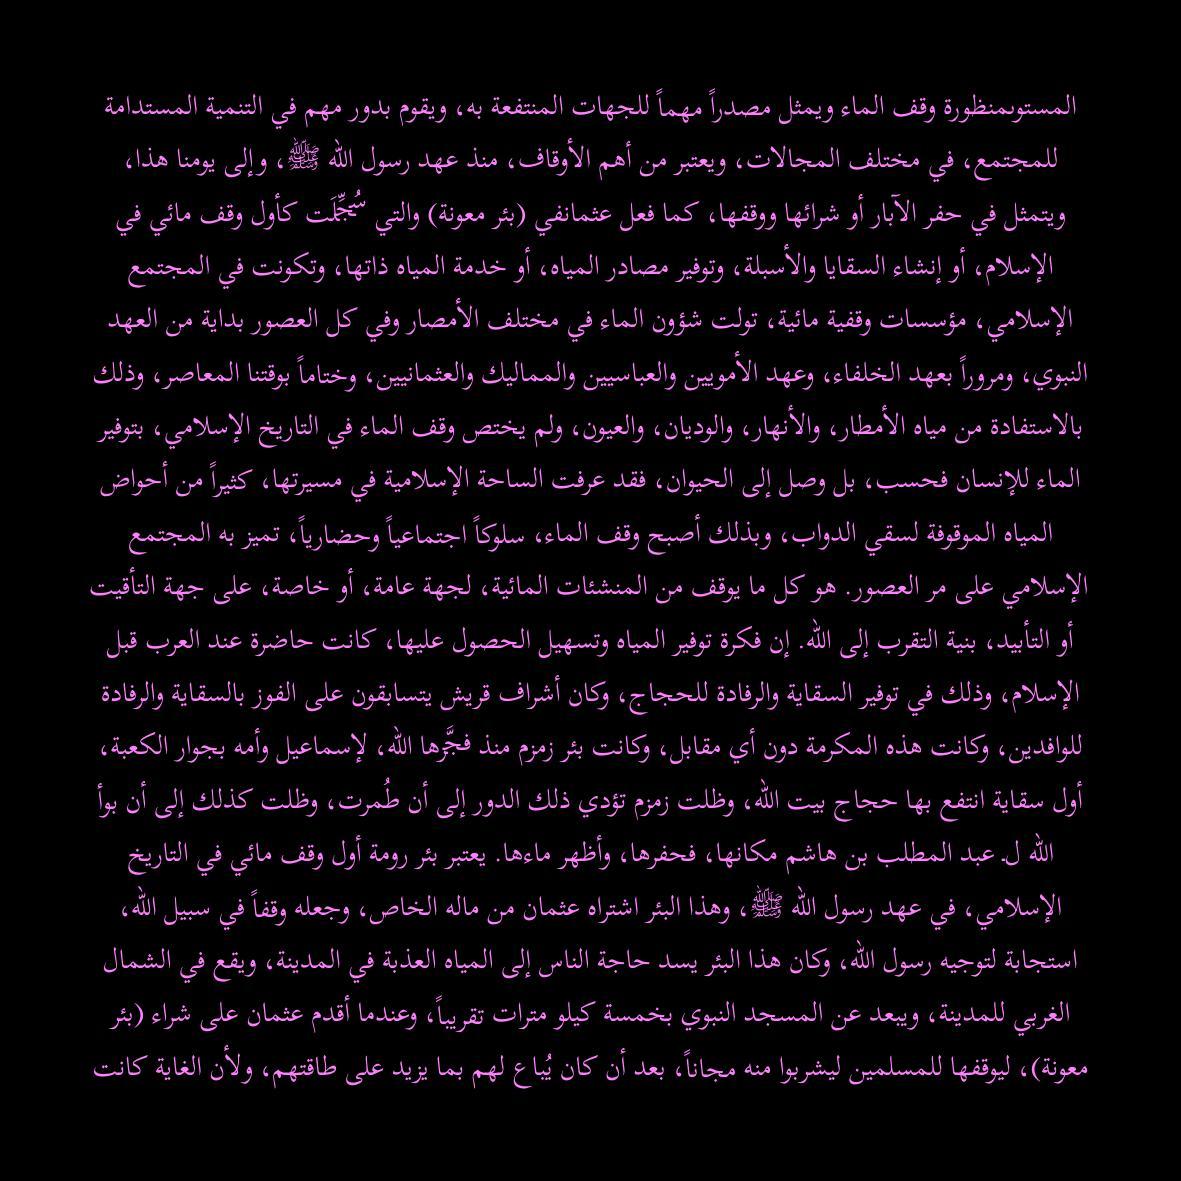 المستوىمنظورة وقف الماء ويمثل مصدراً مهماً للجهات المنتفعة به، ويقوم بدور مهم في التنمية المستدامة
للمجتمع، في مختلف المجالات، ويعتبر من أهم الأوقاف، منذ عهد رسول الله ﷺ، وإلى يومنا هذا،
ويتمثل في حفر الآبار أو شرائها ووقفها، كما فعل عثمانفي (بئر معونة) والتي سُجِّلَت كأول وقف مائي في
الإسلام، أو إنشاء السقايا والأسبلة، وتوفير مصادر المياه، أو خدمة المياه ذاتها، وتكونت في المجتمع
الإسلامي، مؤسسات وقفية مائية، تولت شؤون الماء في مختلف الأمصار وفي كل العصور بداية من العهد
النبوي، ومروراً بعهد الخلفاء، وعهد الأمويين والعباسيين والمماليك والعثمانيين، وختاماً بوقتنا المعاصر، وذلك
بالاستفادة من مياه الأمطار، والأنهار، والوديان، والعيون، ولم يختص وقف الماء في التاريخ الإسلامي، بتوفير
الماء للإنسان فحسب، بل وصل إلى الحيوان، فقد عرفت الساحة الإسلامية في مسيرتها، كثيراً من أحواض
المياه الموقوفة لسقي الدواب، وبذلك أصبح وقف الماء، سلوكاً اجتماعياً وحضارياً، تميز به المجتمع
الإسلامي على مر العصور. هو كل ما يوقف من المنشئات المائية، لجهة عامة، أو خاصة، على جهة التأقيت
أو التأبيد، بنية التقرب إلى الله. إن فكرة توفير المياه وتسهيل الحصول عليها، كانت حاضرة عند العرب قبل
الإسلام، وذلك في توفير السقاية والرفادة للحجاج، وكان أشراف قريش يتسابقون على الفوز بالسقاية والرفادة
للوافدين، وكانت هذه المكرمة دون أي مقابل، وكانت بئر زمزم منذ فجَّرها الله، لإسماعيل وأمه بجوار الكعبة،
أول سقاية انتفع بها حجاج بيت الله، وظلت زمزم تؤدي ذلك الدور إلى أن طُمرت، وظلت كذلك إلى أن بوأ
الله ل‍ عبد المطلب بن هاشم مكانها، فحفرها، وأظهر ماءها. يعتبر بئر رومة أول وقف مائي في التاريخ
الإسلامي، في عهد رسول الله ﷺ، وهذا البئر اشتراه عثمان من ماله الخاص، وجعله وقفاً في سبيل الله،
استجابة لتوجيه رسول الله، وكان هذا البئر يسد حاجة الناس إلى المياه العذبة في المدينة، ويقع في الشمال
الغربي للمدينة، ويبعد عن المسجد النبوي بخمسة كيلو مترات تقريباً، وعندما أقدم عثمان على شراء (بئر
معونة)، ليوقفها للمسلمين ليشربوا منه مجاناً، بعد أن كان يُباع لهم بما يزيد على طاقتهم، ولأن الغاية كانت